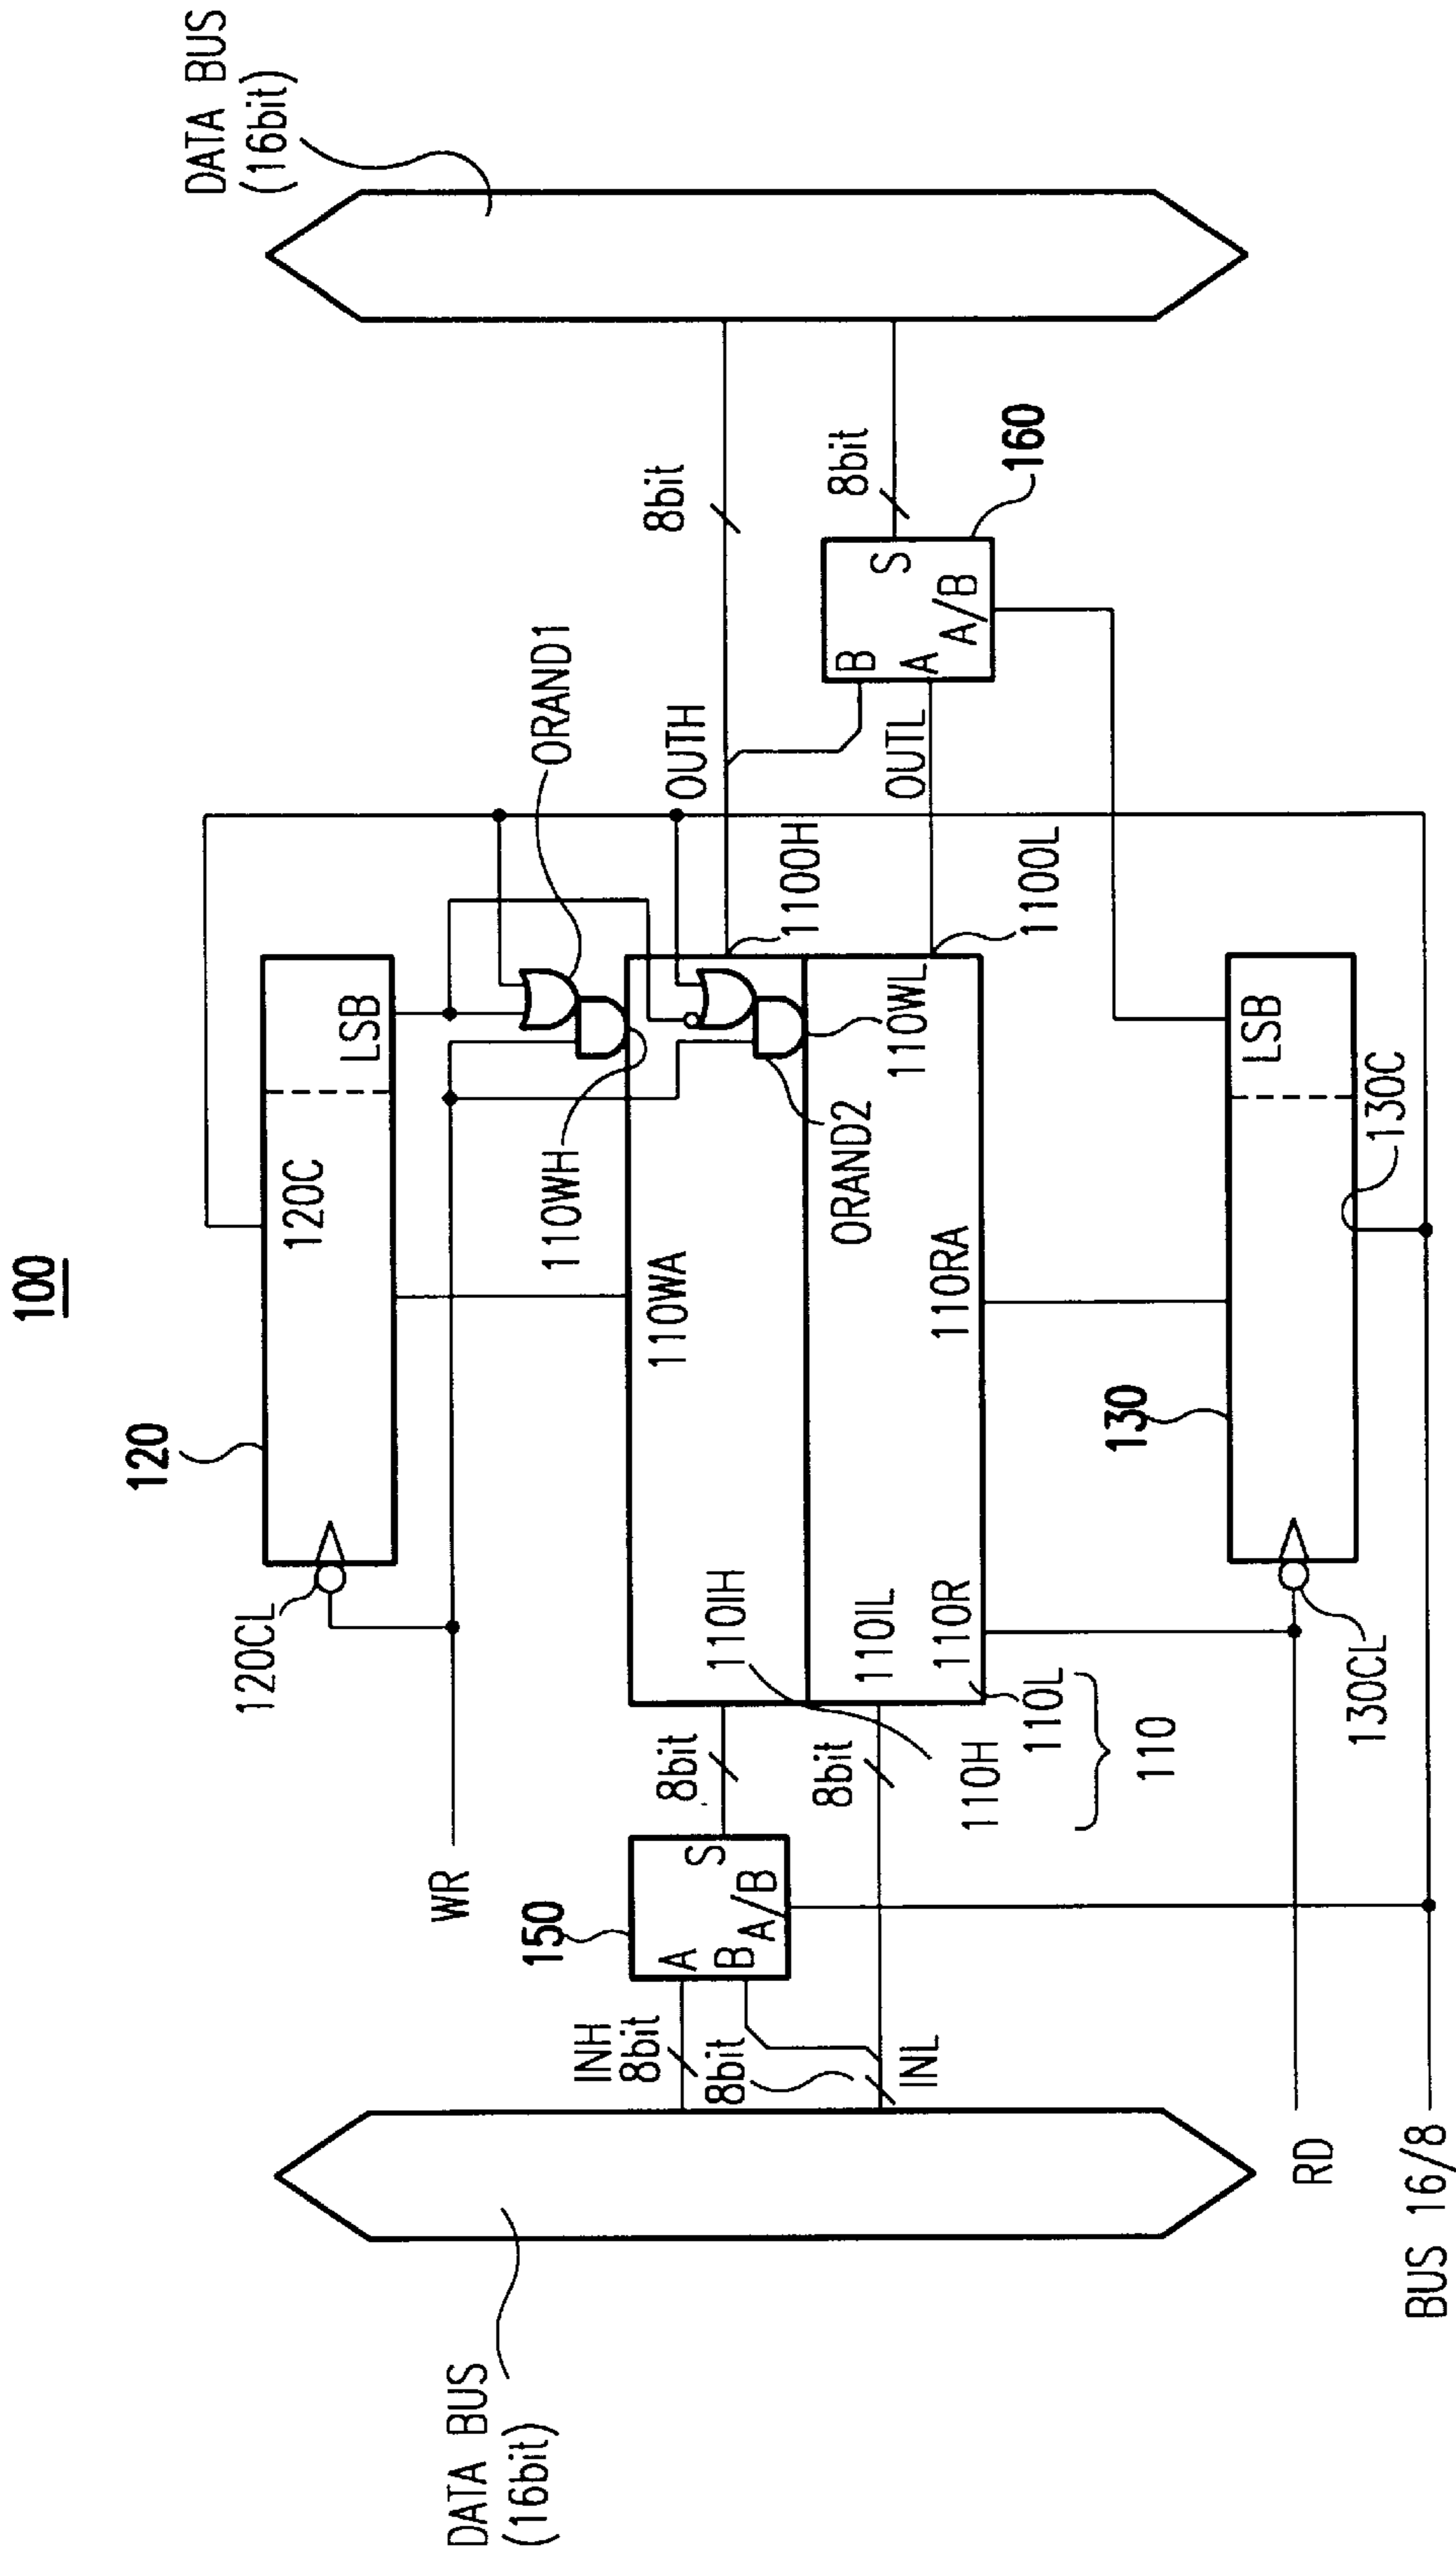 100
120
120CL
120C
LSB
WR
ORAND1
110WH
DATA BUS
(16bit)
DATA BUS
(16bit)
INH
8bit
8bit
INL
150
A
B
A/B
S
8bit
8bit
110IH
110WA
110IL
110R
110RA
ORAND2
110WL
110H
110L
110
110OH
110OL
OUTH
OUTL
8bit
8bit
B
A
S
A/B
160
130
130CL
LSB
130C
RD
BUS 16/8